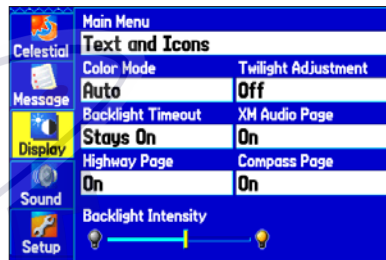 Main Menu
Text and Icons
Celestial
Color Mode
Twilight Adjustment
Auto
Off
Message
Backlight Timeout
XM Audio Page
Stays On
On
Display
Highway Page
Compass Page
On
On
Sound
Backlight Intensity
Setup